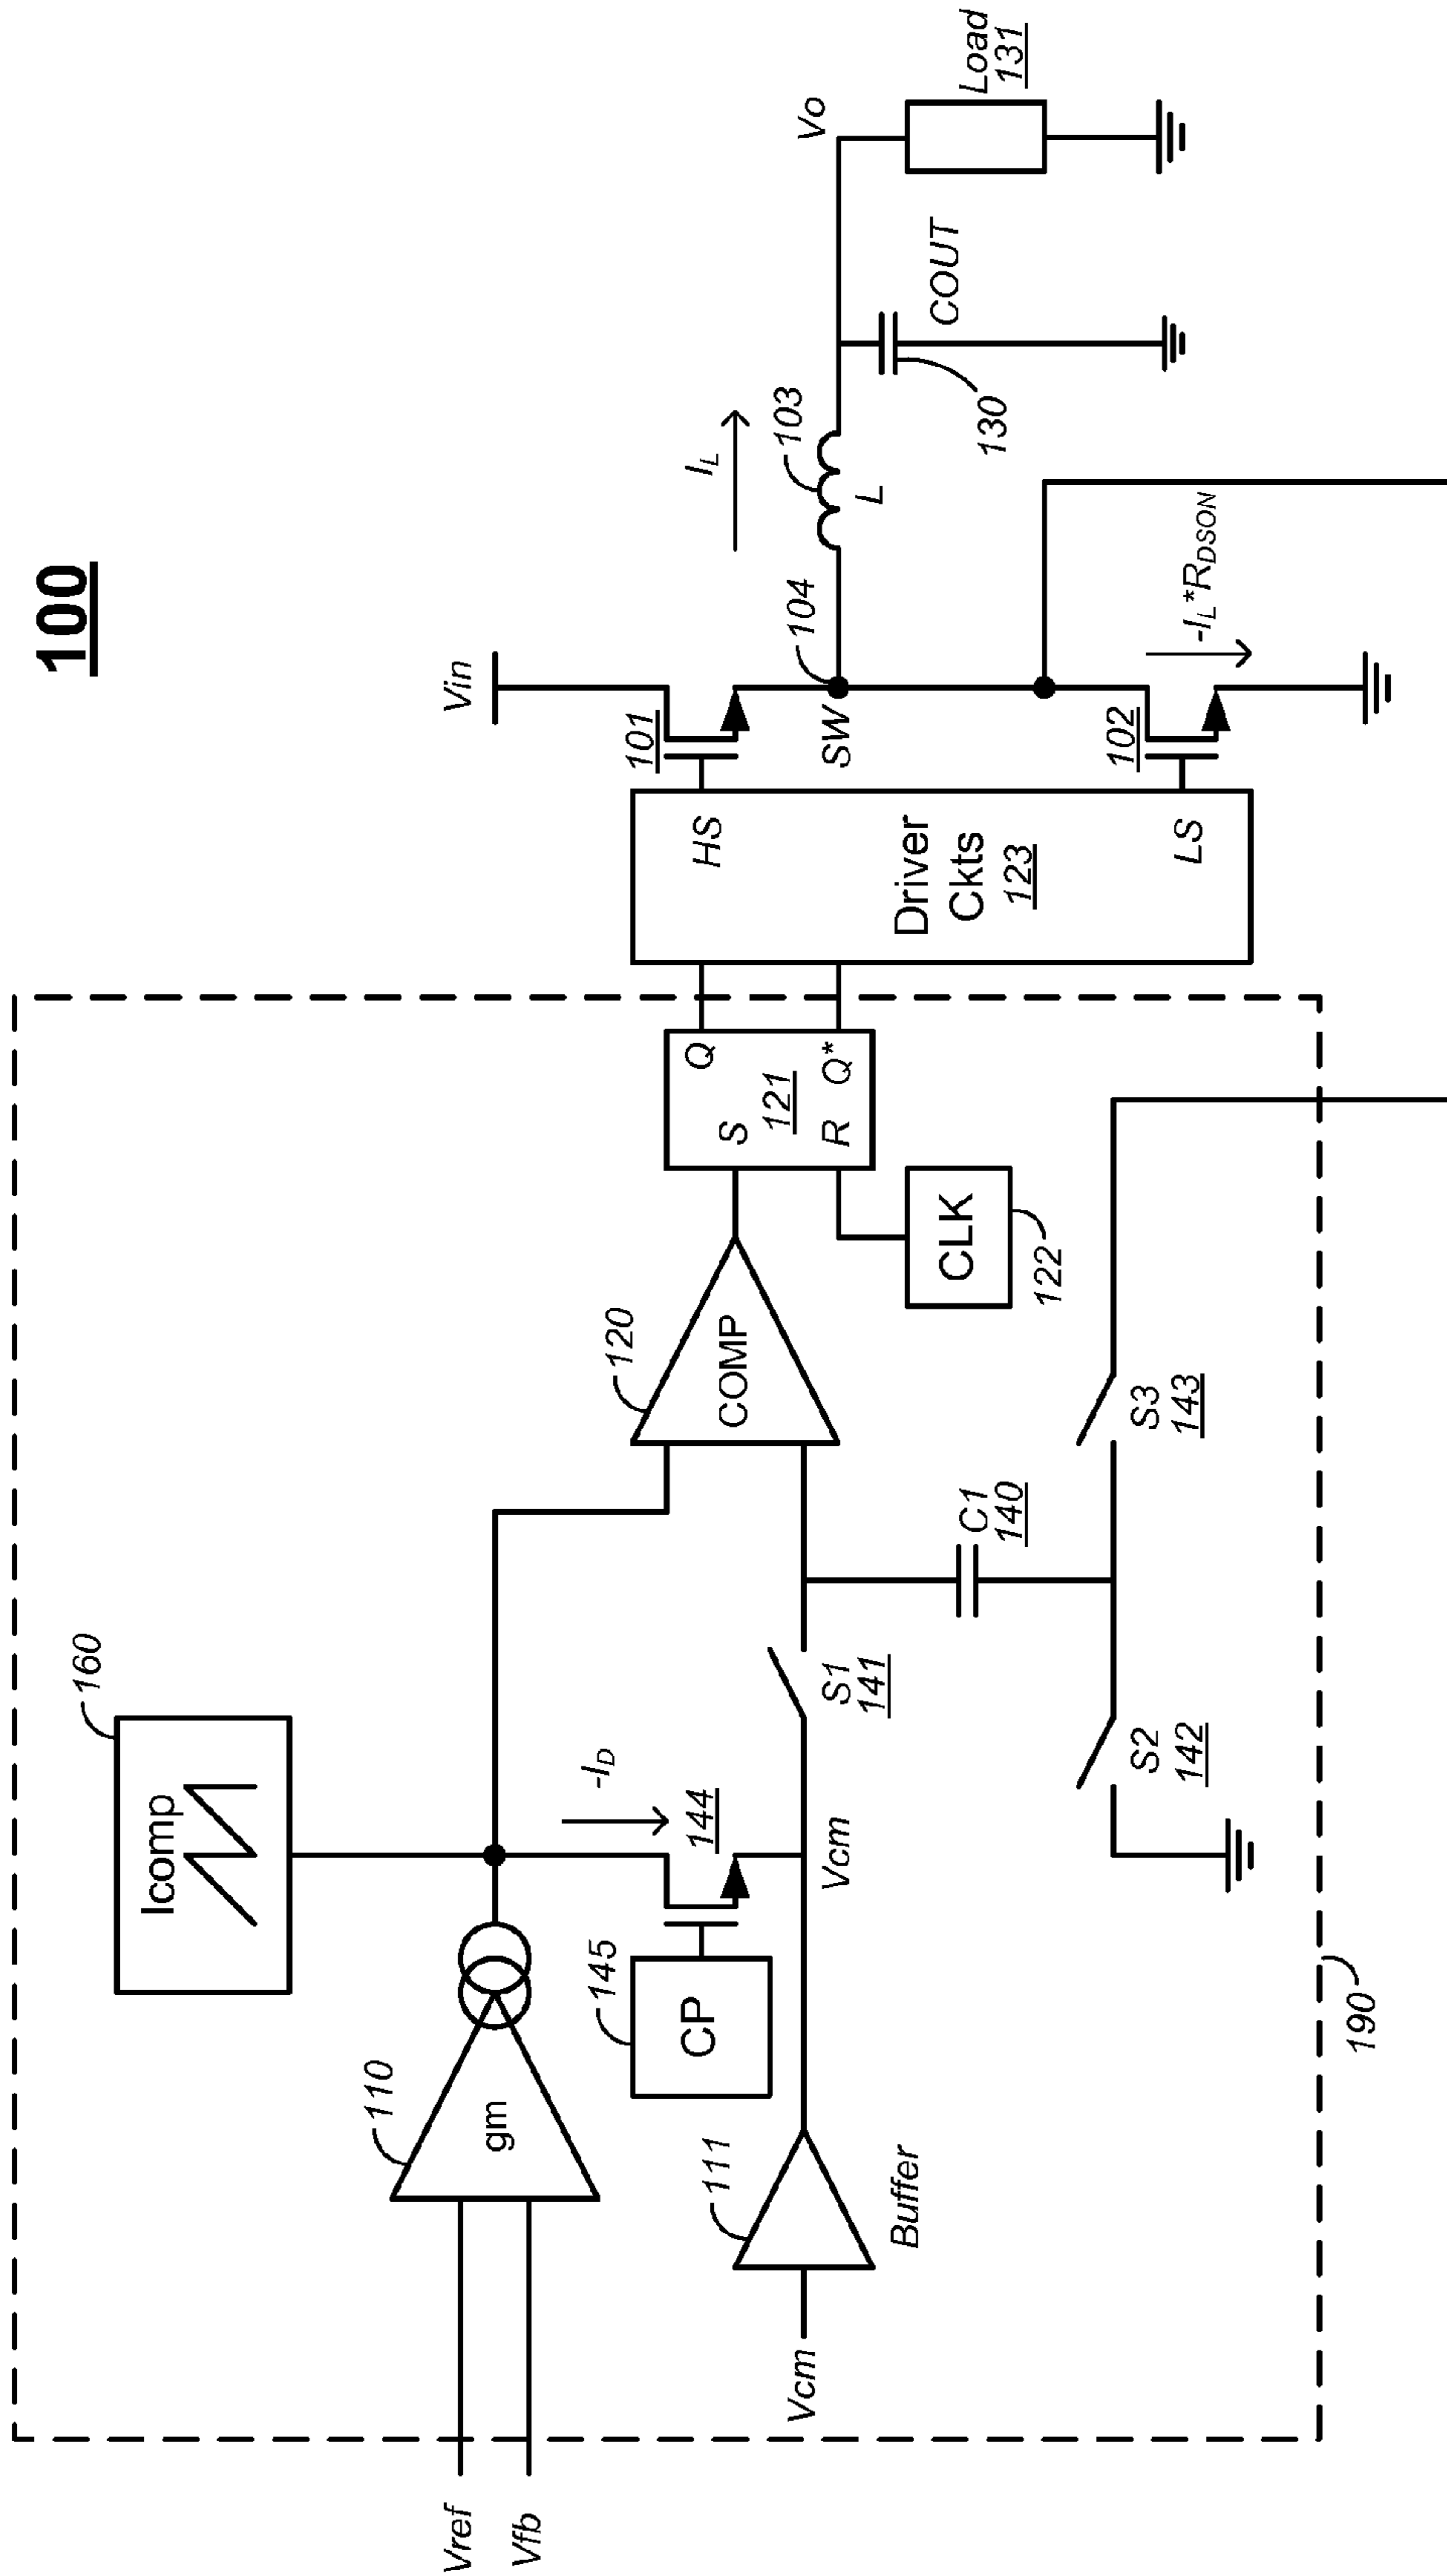 100
Icomp
160
Vin
Vref
Vfb
110
gm
-I_D
144
145
CP
120
COMP
S
Q
121
R
Q*
HS
101
SW
104
I_L
103
L
Vo
Load
131
COUT
130
Driver
Ckts
123
LS
102
-I_L*R_DSON
111
Buffer
Vcm
Vcm
S1
141
C1
140
CLK
122
S2
142
S3
143
190